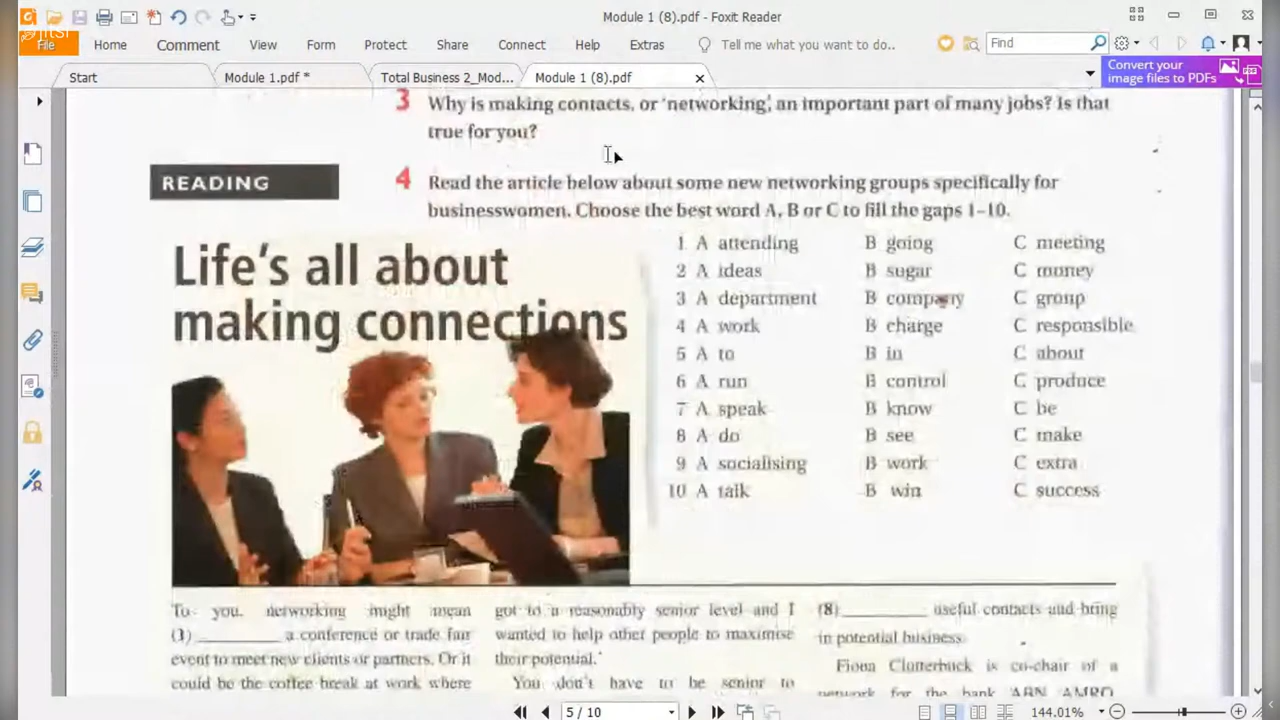 Module 1 (8).pdf - Foxit Reader
Jitsi
File Home Comment View Form Protect Share Connect Help Extras Tell me what you want to do.. Find
Start Module 1.pdf * Total Business 2_Mod... Module 1 (8).pdf
Convert your
image files to PDFs
3 Why is making contacts, or 'networking', an important part of many jobs? Is that
true for you?
READING
4 Read the article below about some new networking groups specifically for
businesswomen. Choose the best word A, B or C to fill the gaps 1–10.
Life's all about
making connections
1 A attending B going C meeting
2 A ideas B sugar C money
3 A department B company C group
4 A work B charge C responsible
5 A to B in C about
6 A run B control C produce
7 A speak B know C be
8 A do B see C make
9 A socialising B work C extra
10 A talk B win C success
To you, networking might mean
(1) ________ a conference or trade fair
event to meet new clients or partners. Or it
could be the coffee break at work where
got to a reasonably senior level and I
wanted to help other people to maximise
their potential.'
You don't have to be senior to
(8) ________ useful contacts and bring
in potential business.
Fiona Clutterbuck is co-chair of a
network for the bank ABN AMRO
5 / 10
144.01%